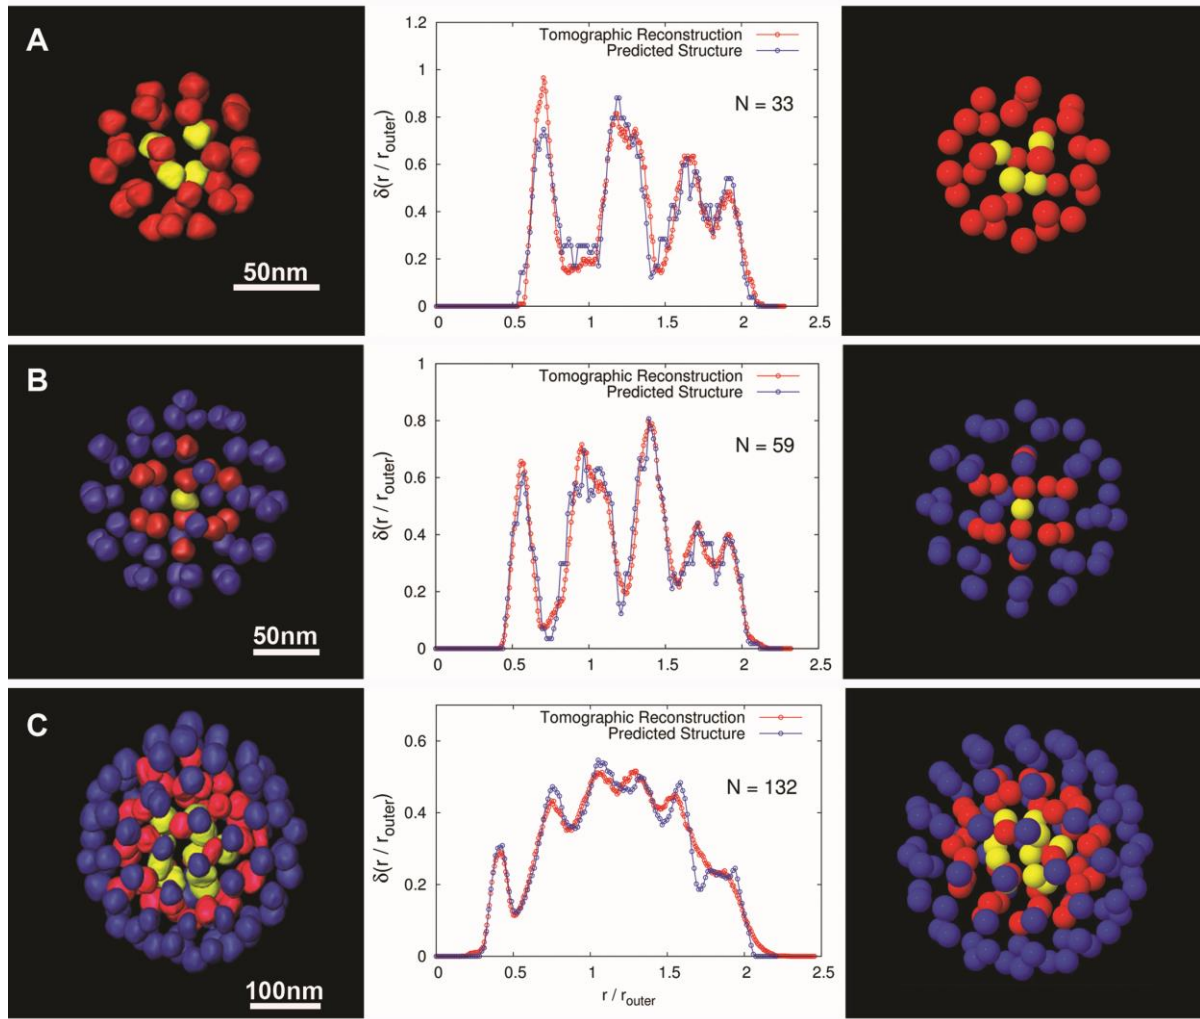 A
50nm
1.2
1
0.8
0.6
0.4
0.2
0
δ(r / r_outer)
Tomographic Reconstruction
Predicted Structure
N = 33
0
0.5
1
1.5
2
2.5
B
50nm
1
0.8
0.6
0.4
0.2
0
δ(r / r_outer)
Tomographic Reconstruction
Predicted Structure
N = 59
0
0.5
1
1.5
2
2.5
C
100nm
0.6
0.4
0.2
0
δ(r / r_outer)
Tomographic Reconstruction
Predicted Structure
N = 132
0
0.5
1
1.5
2
2.5
r / r_outer